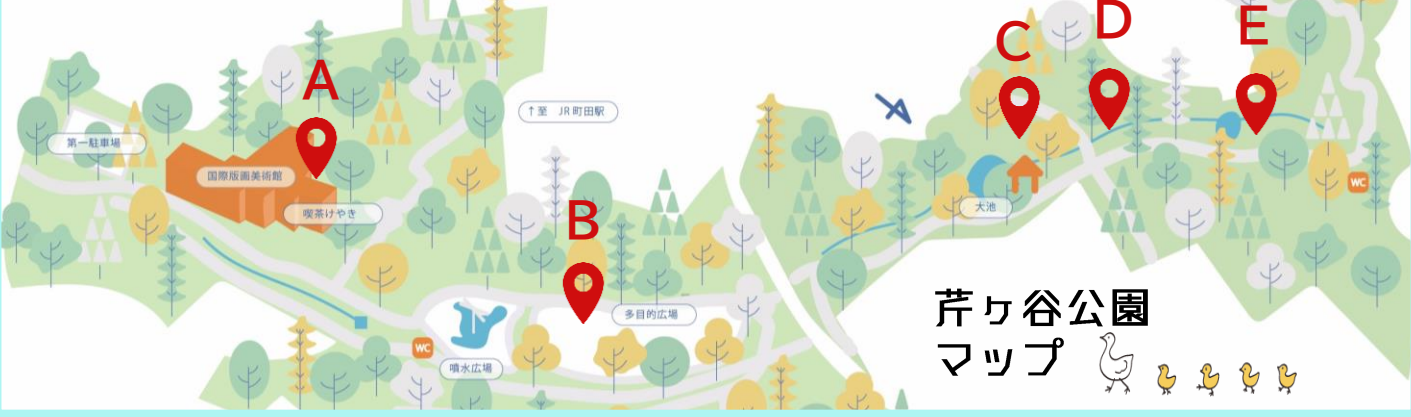 A
B
C
D
E
第一駐車場
国際版画美術館
喫茶けやき
↑至 JR町田駅
WC
噴水広場
多目的広場
大池
WC
芹ヶ谷公園
マップ